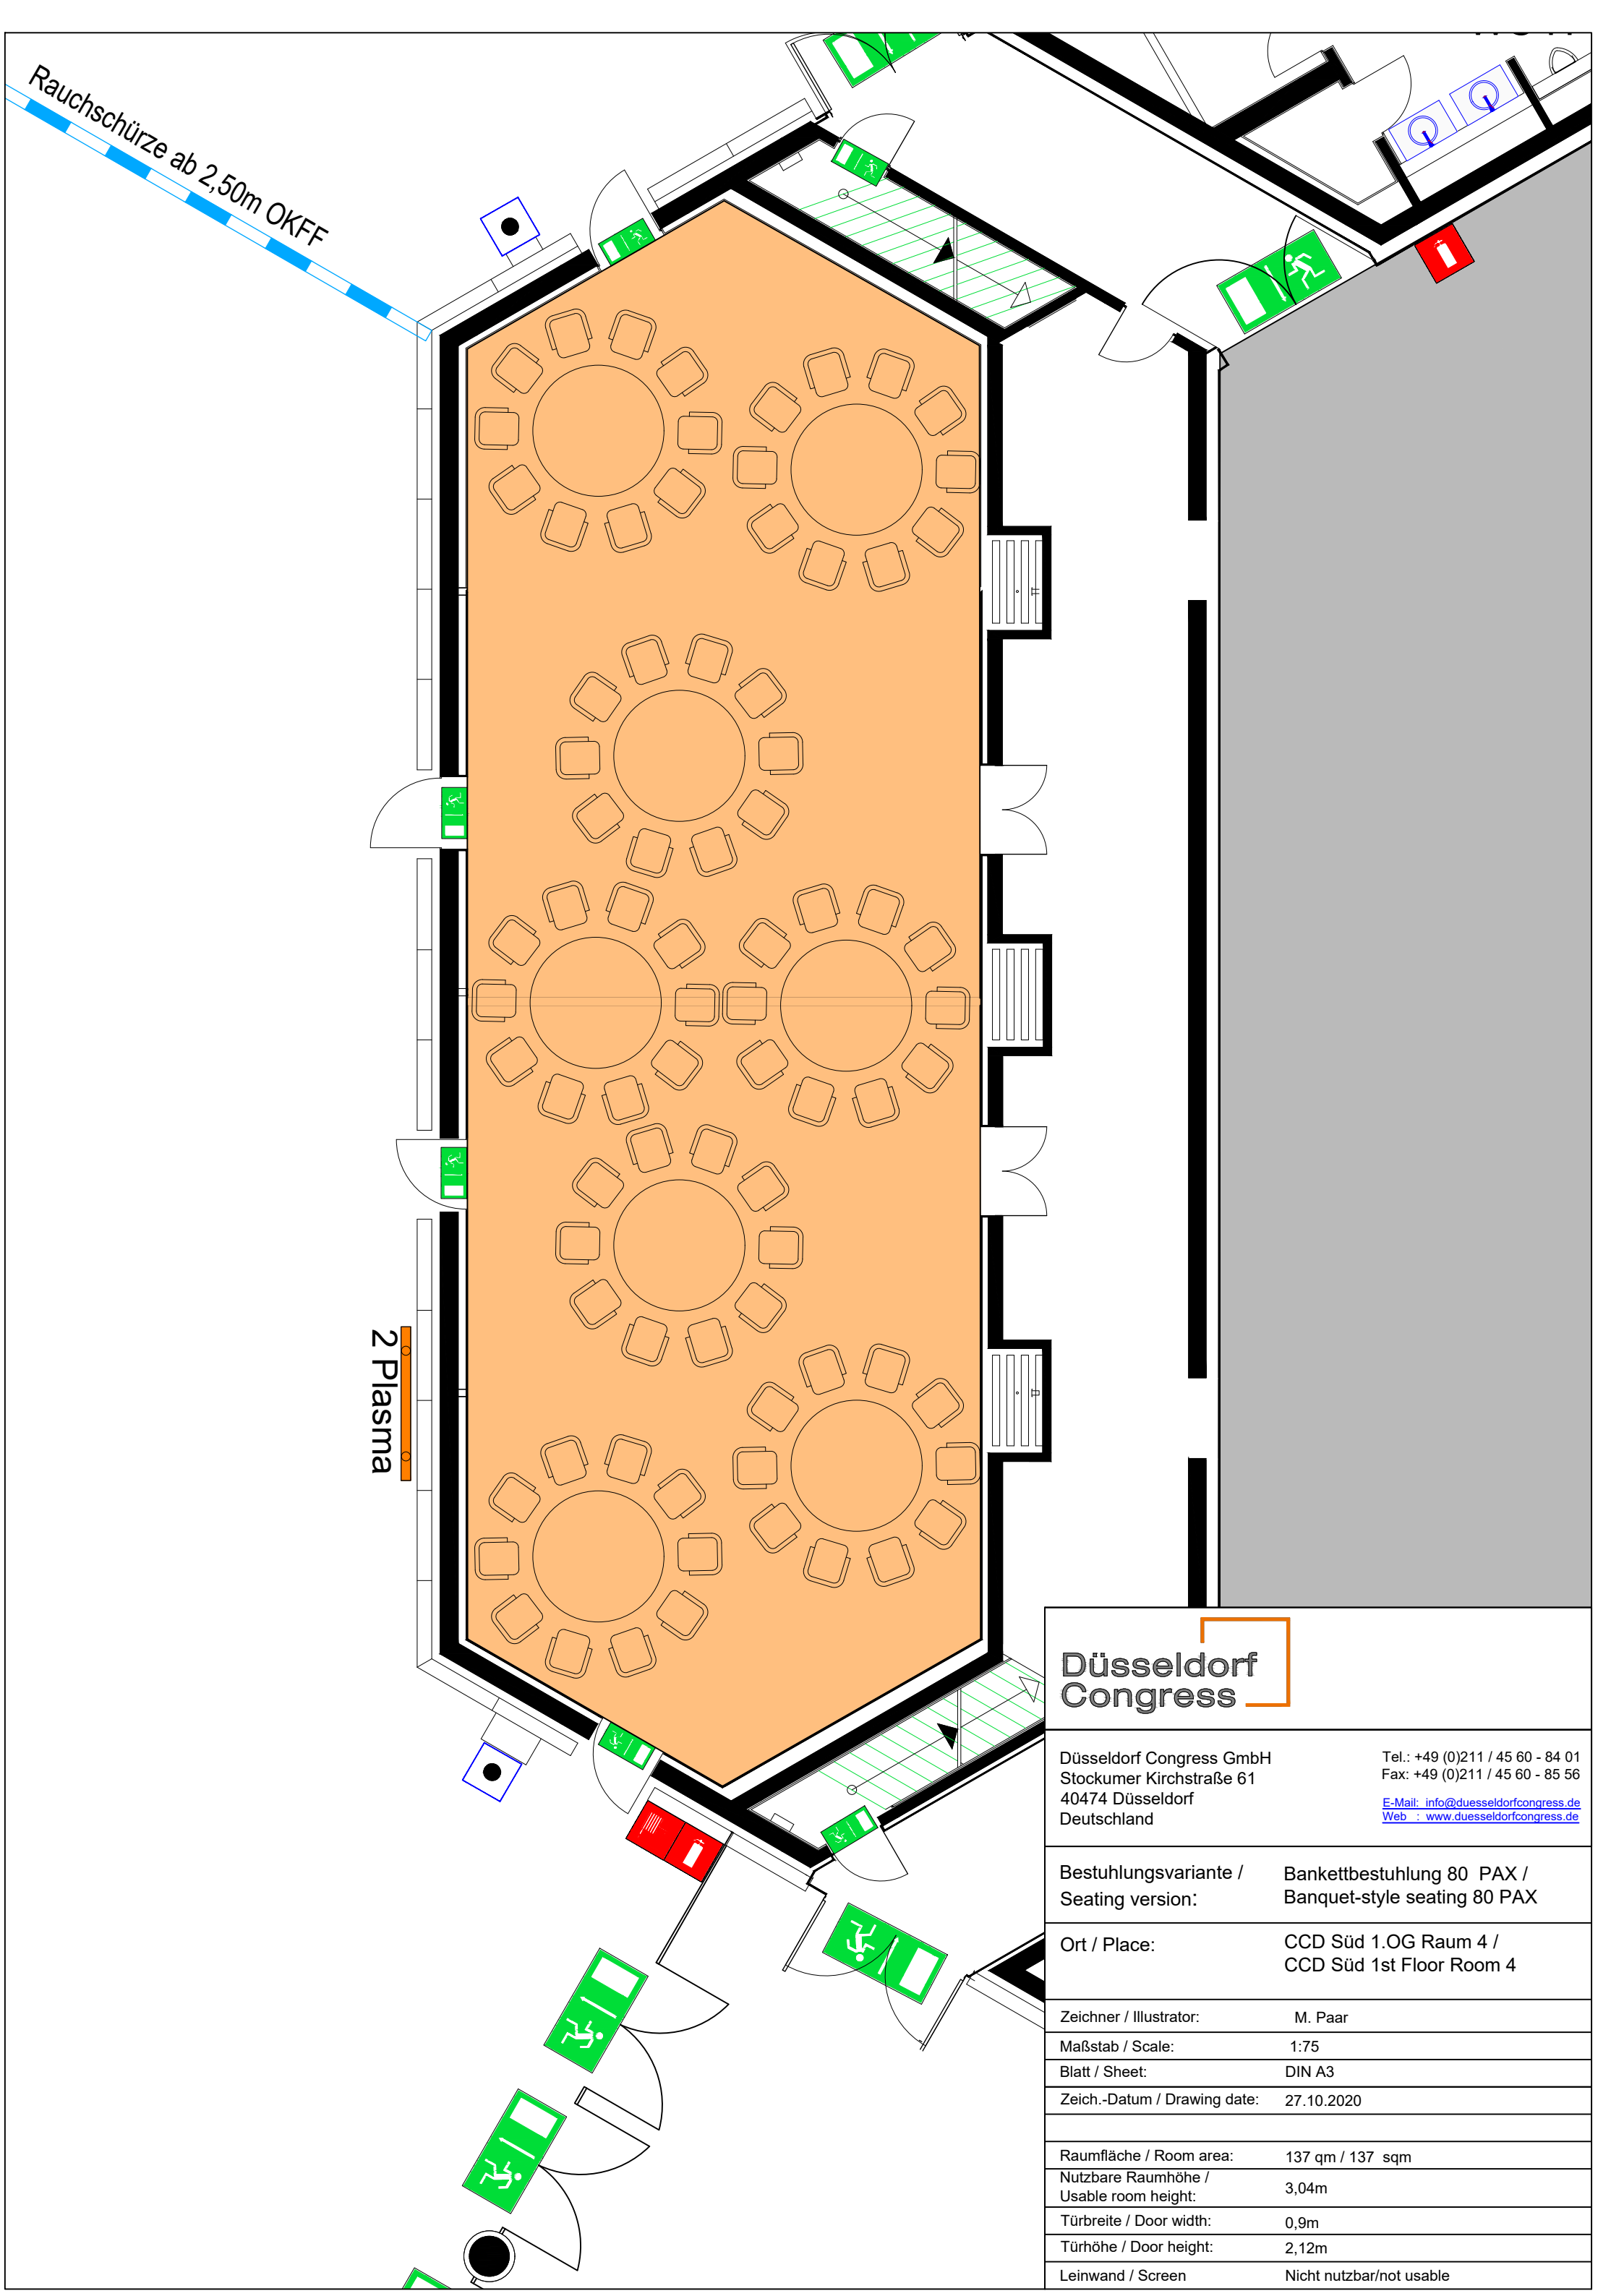 Rauchschürze ab 2,50m OKFF
2 Plasma
Düsseldorf
Congress
Düsseldorf Congress GmbH
Stockumer Kirchstraße 61
40474 Düsseldorf
Deutschland
Tel.: +49 (0)211 / 45 60 - 84 01
Fax: +49 (0)211 / 45 60 - 85 56
E-Mail: info@duesseldorfcongress.de
Web : www.duesseldorfcongress.de
Bestuhlungsvariante / Bankettbestuhlung 80 PAX /
Seating version: Banquet-style seating 80 PAX
Ort / Place: CCD Süd 1.OG Raum 4 /
CCD Süd 1st Floor Room 4
Zeichner / Illustrator: M. Paar
Maßstab / Scale: 1:75
Blatt / Sheet: DIN A3
Zeich.-Datum / Drawing date: 27.10.2020
Raumfläche / Room area: 137 qm / 137 sqm
Nutzbare Raumhöhe /
Usable room height: 3,04m
Türbreite / Door width: 0,9m
Türhöhe / Door height: 2,12m
Leinwand / Screen Nicht nutzbar/not usable